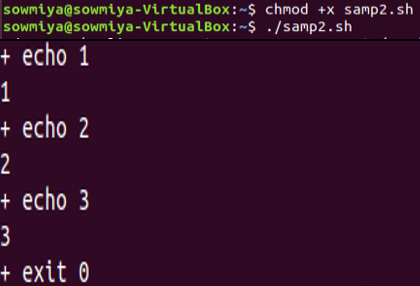 sowmiya@sowmiya-VirtualBox:~$ chmod +x samp2.sh
sowmiya@sowmiya-VirtualBox:~$ ./samp2.sh
+ echo 1
1
+ echo 2
2
+ echo 3
3
+ exit 0